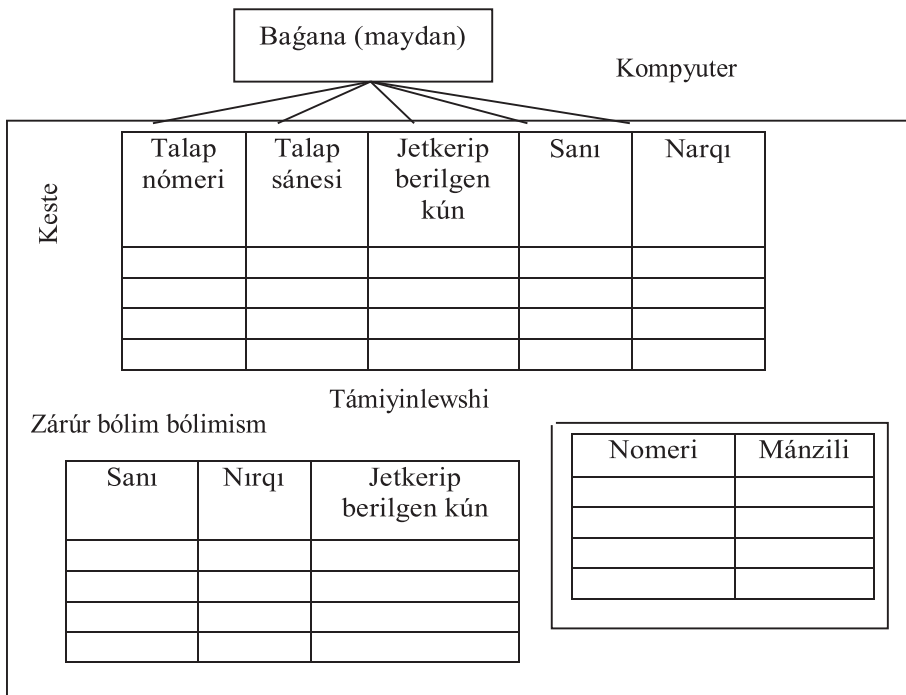 Baǵana (maydan)
Kompyuter
Keste
Talap nómeri
Talap sánesi
Jetkerip berilgen kún
Sanı
Narqı
Támiyinlewshi
Zárúr bólim bólimism
Sanı
Nırqı
Jetkerip berilgen kún
Nomeri
Mánzili